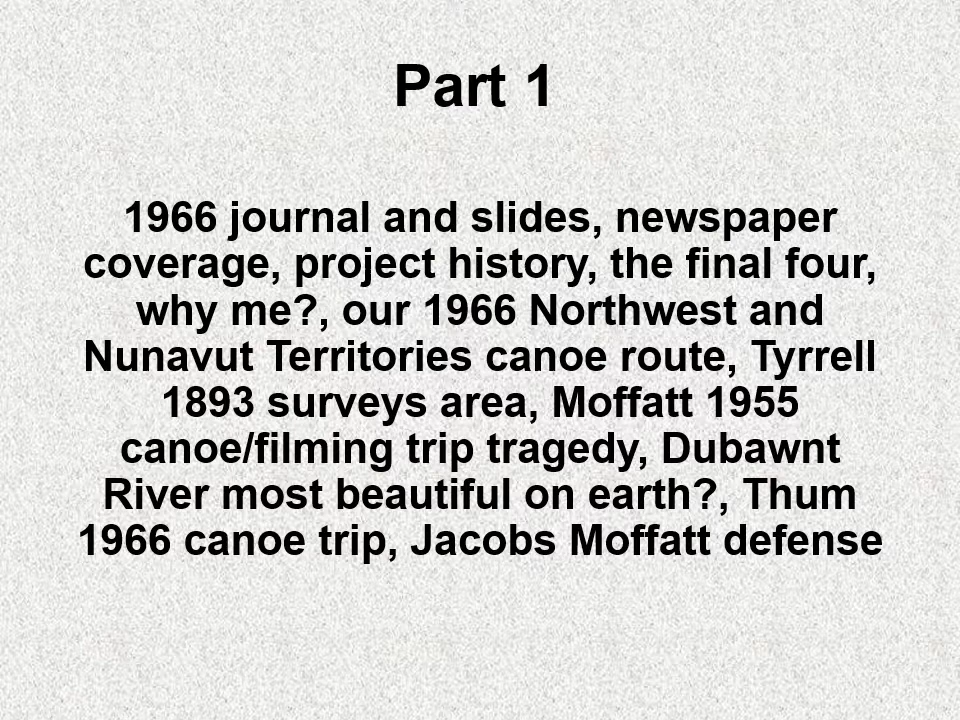 Part 1
1966 journal and slides, newspaper
coverage, project history, the final four,
why me?, our 1966 Northwest and
Nunavut Territories canoe route, Tyrrell
1893 surveys area, Moffatt 1955
canoe/filming trip tragedy, Dubawnt
River most beautiful on earth?, Thum
1966 canoe trip, Jacobs Moffatt defense